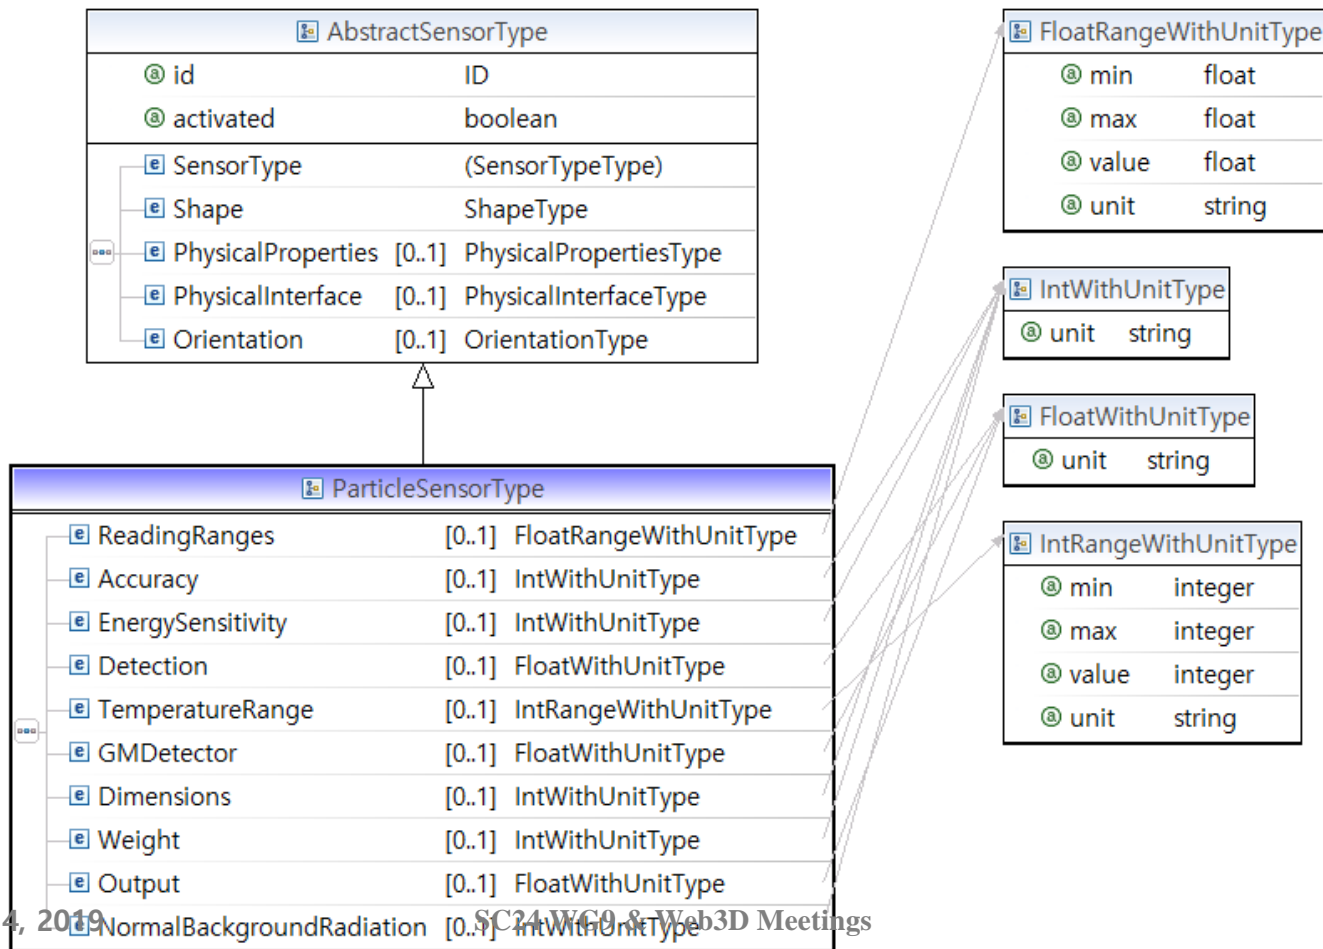 AbstractSensorType
id ID
activated boolean
SensorType (SensorTypeType)
Shape ShapeType
PhysicalProperties [0..1] PhysicalPropertiesType
PhysicalInterface [0..1] PhysicalInterfaceType
Orientation [0..1] OrientationType
ParticleSensorType
ReadingRanges [0..1] FloatRangeWithUnitType
Accuracy [0..1] IntWithUnitType
EnergySensitivity [0..1] IntWithUnitType
Detection [0..1] FloatWithUnitType
TemperatureRange [0..1] IntRangeWithUnitType
GMDetector [0..1] FloatWithUnitType
Dimensions [0..1] IntWithUnitType
Weight [0..1] IntWithUnitType
Output [0..1] FloatWithUnitType
NormalBackgroundRadiation [0..1] IntWithUnitType
4, 2019
SC24 WG9 & Web3D Meetings
FloatRangeWithUnitType
min float
max float
value float
unit string
IntWithUnitType
unit string
FloatWithUnitType
unit string
IntRangeWithUnitType
min integer
max integer
value integer
unit string